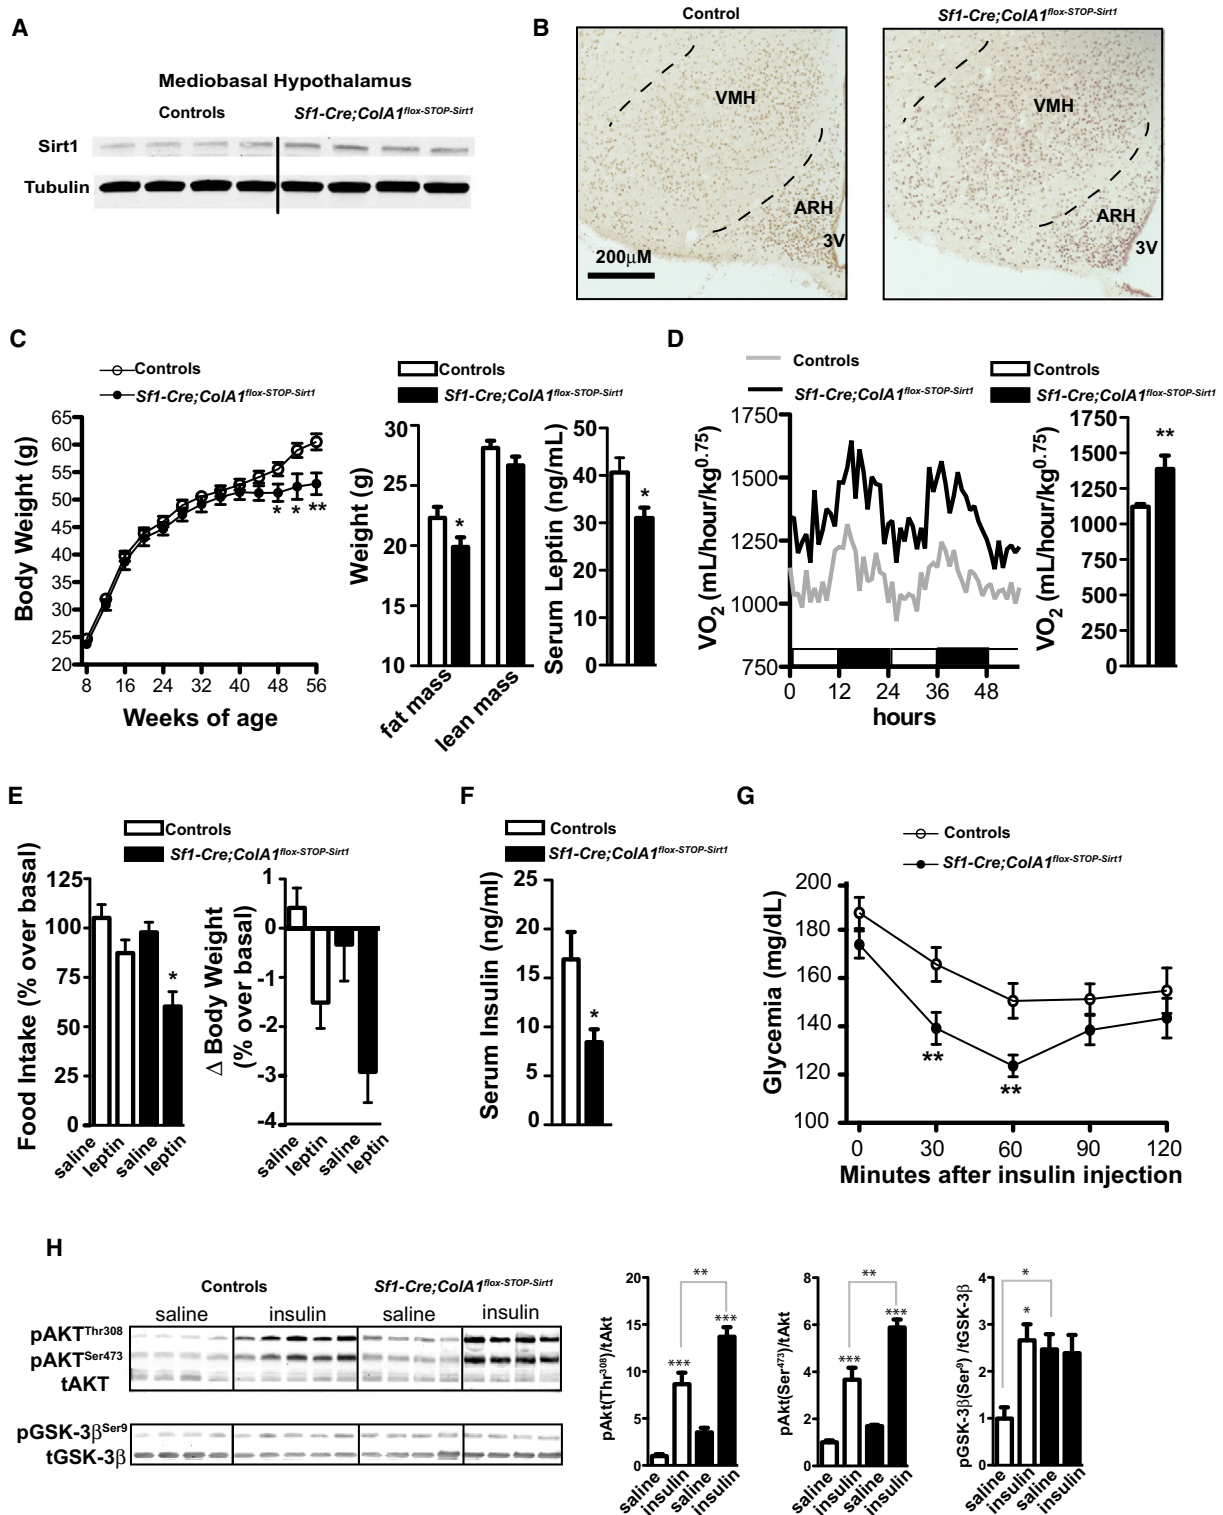 A
Mediobasal Hypothalamus
Controls Sf1-Cre;ColA1flox-STOP-Sirt1
Sirt1
Tubulin
B
Control Sf1-Cre;ColA1flox-STOP-Sirt1
VMH
ARH
3V
200µM
VMH
ARH
3V
C
Controls
Sf1-Cre;ColA1flox-STOP-Sirt1
Body Weight (g)
65
60
55
50
45
40
35
30
25
20
* * **
8 16 24 32 40 48 56
Weeks of age
Controls
Sf1-Cre;ColA1flox-STOP-Sirt1
Weight (g)
30
25
20
15
10
*
fat mass
lean mass
Serum Leptin (ng/mL)
50
40
30
20
10
0
*
D
Controls
Sf1-Cre;ColA1flox-STOP-Sirt1
VO2 (mL/hour/kg0.75)
1750
1500
1250
1000
750
0 12 24 36 48
hours
Controls
Sf1-Cre;ColA1flox-STOP-Sirt1
VO2 (mL/hour/kg0.75)
1750
1500
1250
1000
750
500
250
0
**
E
Controls
Sf1-Cre;ColA1flox-STOP-Sirt1
Food Intake (% over basal)
125
100
75
50
25
0
*
saline
leptin
saline
leptin
Δ Body Weight
(% over basal)
1
0
-1
-2
-3
-4
saline
leptin
saline
leptin
F
Controls
Sf1-Cre;ColA1flox-STOP-Sirt1
Serum Insulin (ng/ml)
25
20
15
10
5
0
*
G
Controls
Sf1-Cre;ColA1flox-STOP-Sirt1
Glycemia (mg/dL)
200
180
160
140
120
100
**
**
0 30 60 90 120
Minutes after insulin injection
H
Controls Sf1-Cre;ColA1flox-STOP-Sirt1
saline insulin saline insulin
pAKTThr308
pAKTSer473
tAKT
pGSK-3βSer9
tGSK-3β
pAkt(Thr308)/tAkt
20
15
10
5
0
**
***
***
saline
insulin
saline
insulin
pAkt(Ser473)/tAkt
8
6
4
2
0
**
***
***
saline
insulin
saline
insulin
pGSK-3β(Ser9) /tGSK-3β
4
3
2
1
0
*
*
saline
insulin
saline
insulin